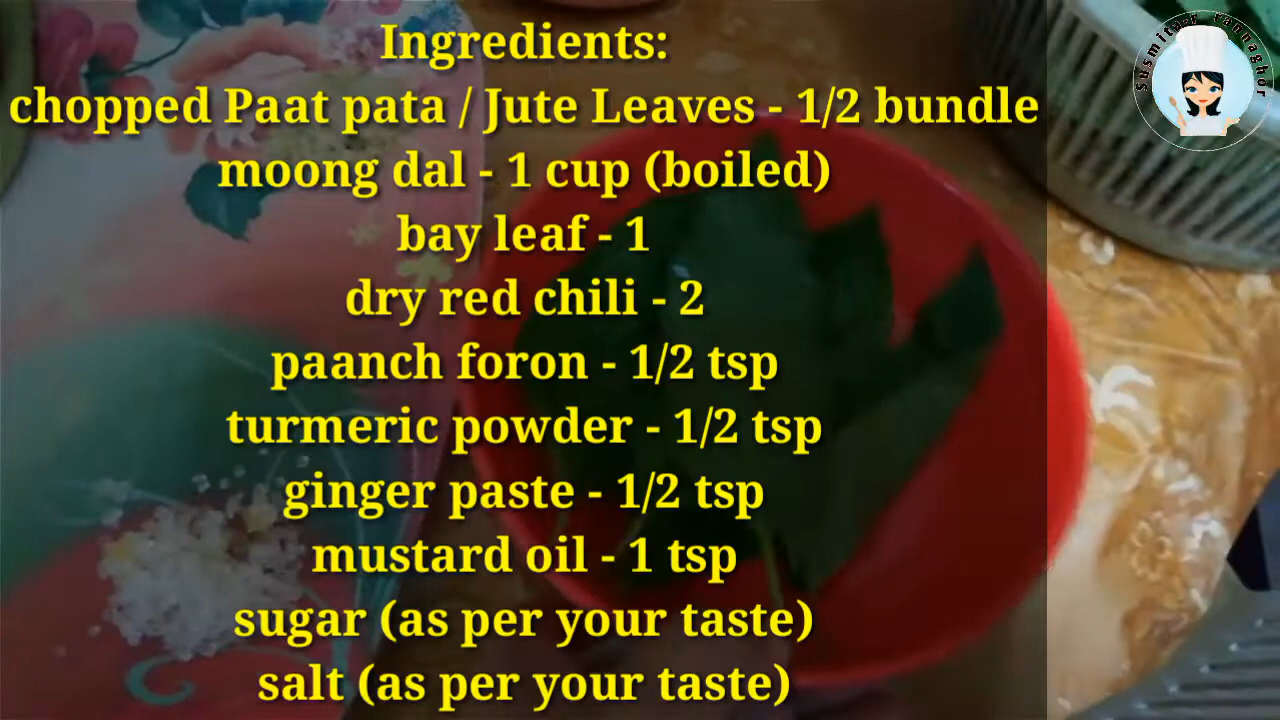 Ingredients:
chopped Paat pata / Jute Leaves - 1/2 bundle
moong dal - 1 cup (boiled)
bay leaf - 1
dry red chili - 2
paanch foron - 1/2 tsp
turmeric powder - 1/2 tsp
ginger paste - 1/2 tsp
mustard oil - 1 tsp
sugar (as per your taste)
salt (as per your taste)
Susmitar rannaghor